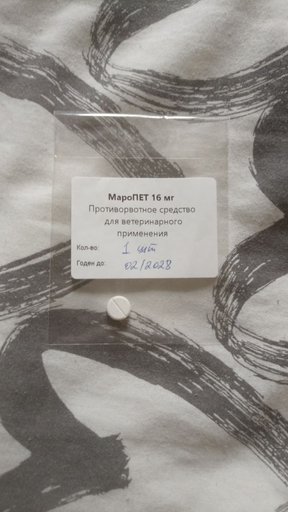 МароПЕТ 16 мг
Противорвотное средство
для ветеринарного
применения
Кол-во: 1 шт
Годен до: 02/2028